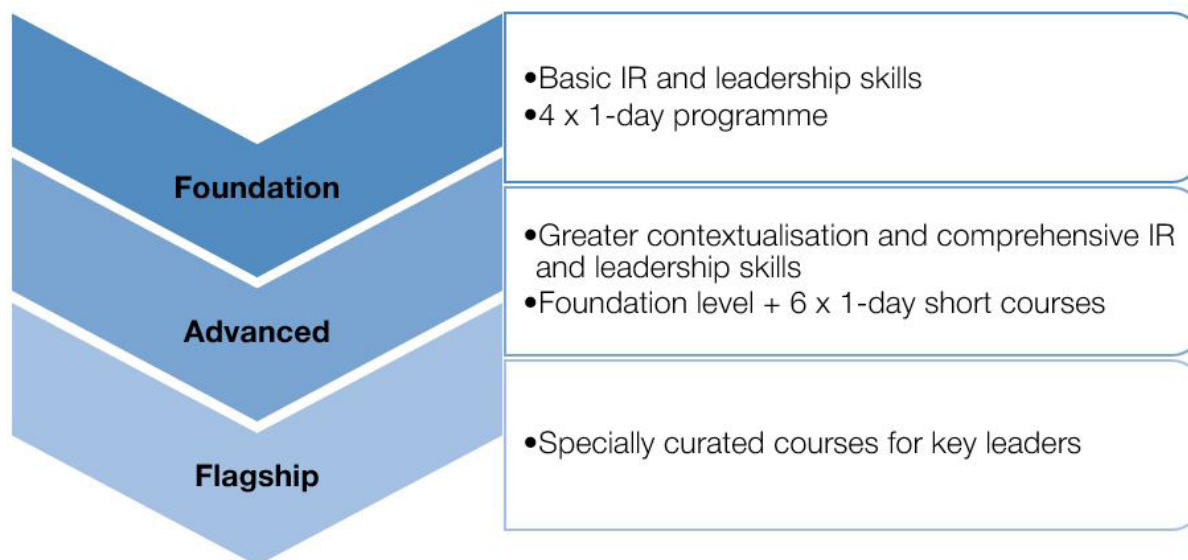 Foundation
•Basic IR and leadership skills
•4 x 1-day programme
Advanced
•Greater contextualisation and comprehensive IR
and leadership skills
•Foundation level + 6 x 1-day short courses
Flagship
•Specially curated courses for key leaders